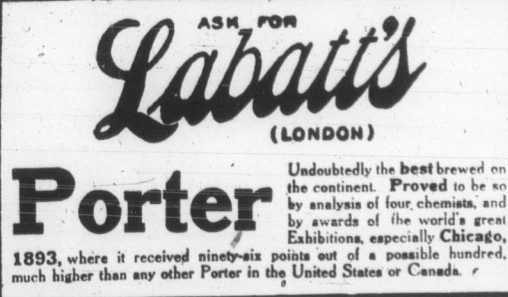 ASK FOR
Labatt's
(LONDON)
Porter
Undoubtedly the best brewed on
the continent. Proved to be so
by analysis of four chemists, and
by awards of the world's great
Exhibitions, especially Chicago,
1893, where it received ninety-six points out of a possible hundred,
much higher than any other Porter in the United States or Canada.